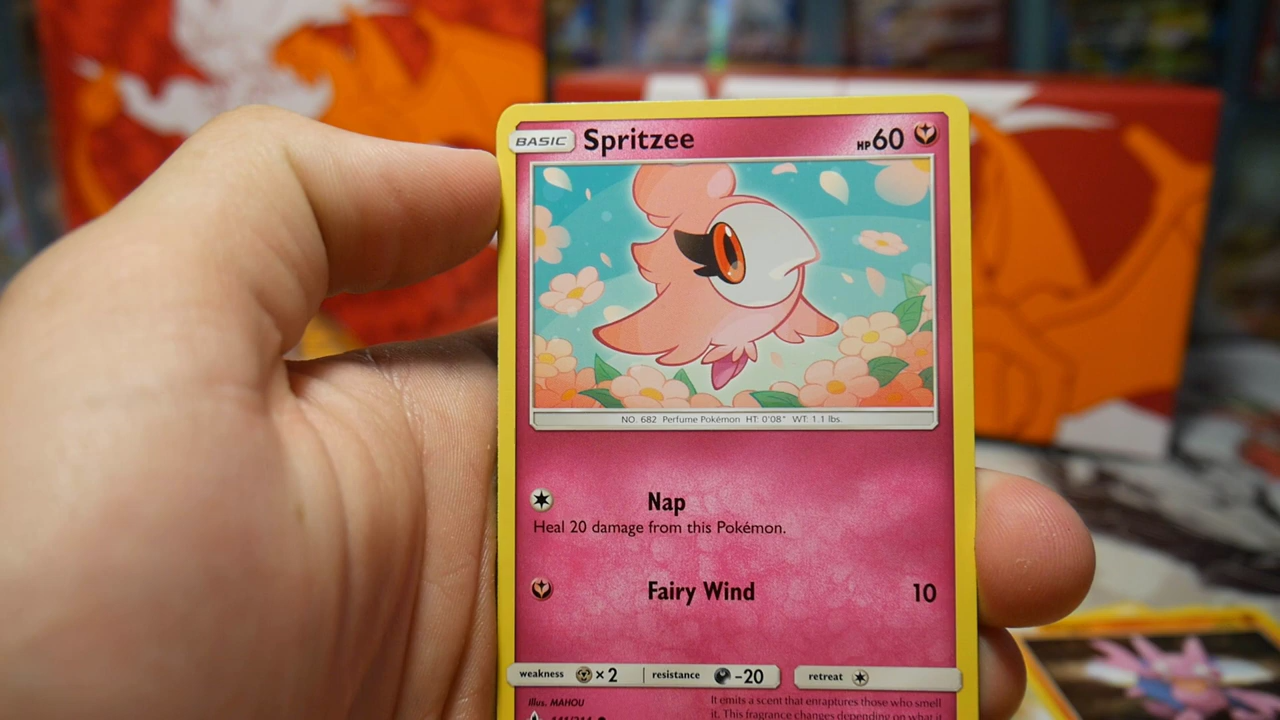 BASIC Spritzee HP60
NO. 682 Perfume Pokémon HT: 0'08" WT: 1.1 lbs.
Nap
Heal 20 damage from this Pokémon.
Fairy Wind 10
weakness ×2 resistance -20 retreat
Illus. MAHOU
It emits a scent that enraptures those who smell
it. This fragrance changes depending on what it